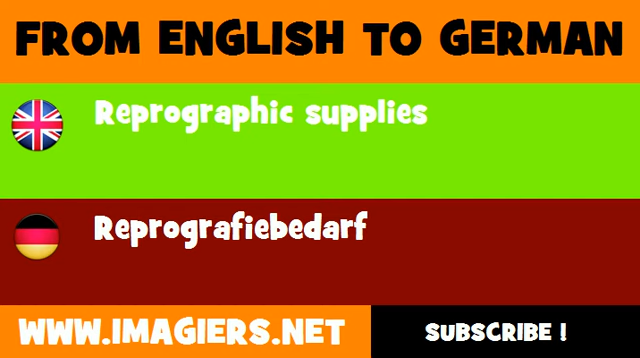 FROM ENGLISH TO GERMAN
Reprographic supplies
Reprografiebedarf
WWW.IMAGIERS.NET
SUBSCRIBE !